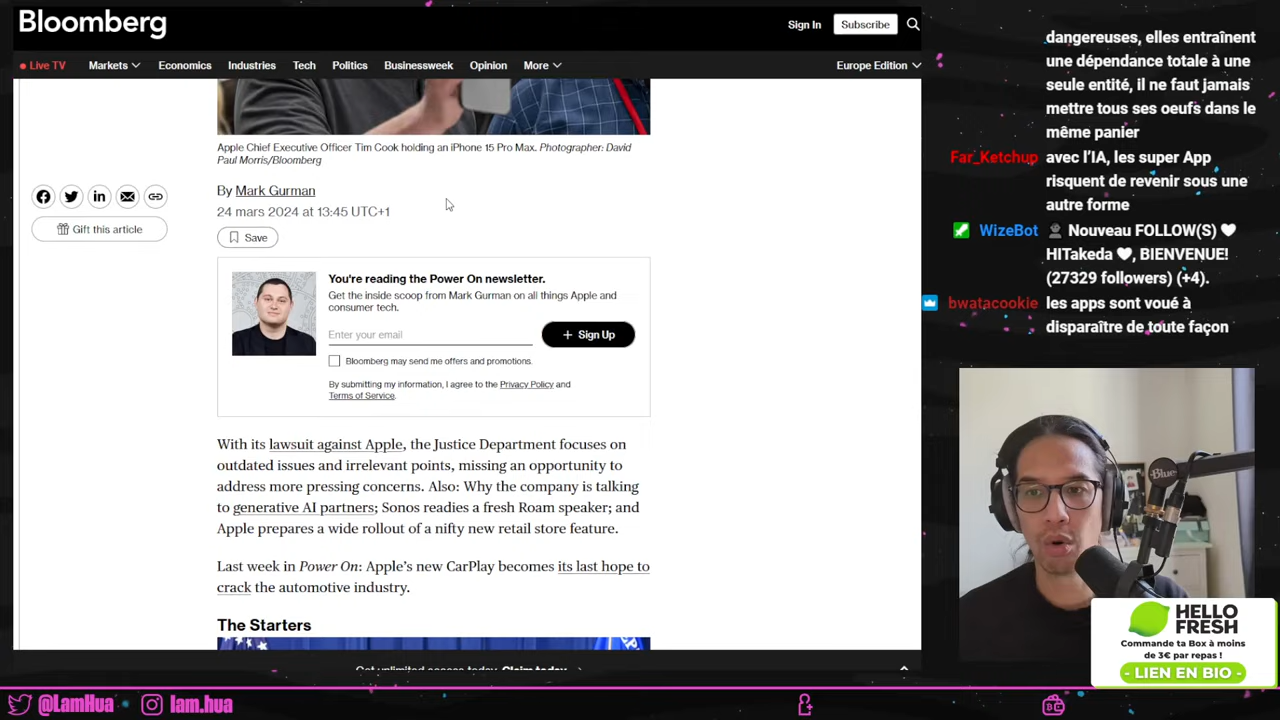 Bloomberg
Sign In
Subscribe
Live TV
Markets
Economics
Industries
Tech
Politics
Businessweek
Opinion
More
Europe Edition
Apple Chief Executive Officer Tim Cook holding an iPhone 15 Pro Max. Photographer: David
Paul Morris/Bloomberg
By Mark Gurman
24 mars 2024 at 13:45 UTC+1
Gift this article
Save
You're reading the Power On newsletter.
Get the inside scoop from Mark Gurman on all things Apple and
consumer tech.
Enter your email
+ Sign Up
Bloomberg may send me offers and promotions.
By submitting my information, I agree to the Privacy Policy and
Terms of Service.
With its lawsuit against Apple, the Justice Department focuses on
outdated issues and irrelevant points, missing an opportunity to
address more pressing concerns. Also: Why the company is talking
to generative AI partners; Sonos readies a fresh Roam speaker; and
Apple prepares a wide rollout of a nifty new retail store feature.
Last week in Power On: Apple's new CarPlay becomes its last hope to
crack the automotive industry.
The Starters
Get unlimited access today. Claim today
dangereuses, elles entraînent
une dépendance totale à une
seule entité, il ne faut jamais
mettre tous ses oeufs dans le
même panier
Far_Ketchup avec l'IA, les super App
risquent de revenir sous une
autre forme
WizeBot Nouveau FOLLOW(S)
HITakeda , BIENVENUE!
(27329 followers) (+4).
bwatacookie les apps sont voué à
disparaître de toute façon
Blue
HELLO
FRESH
Commande ta Box à moins
de 3€ par repas !
- LIEN EN BIO -
@LamHua
lam.hua